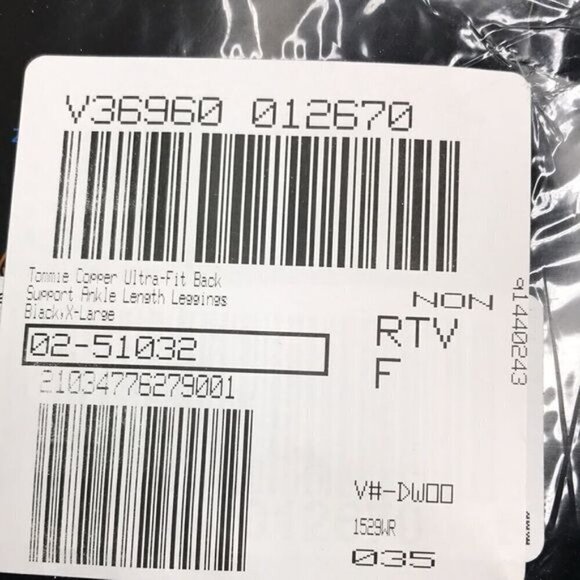 V36960 012670
Tommie Copper Ultra-Fit Back
Support Ankle Length Leggings
Black,X-Large
NON
RTV
F
02-51032
21034776279001
q1440243
V#-DW00
1529WR
035